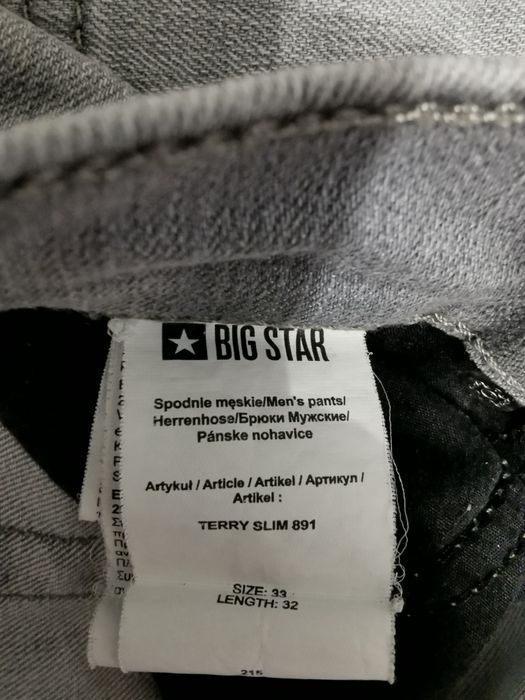 BIG STAR
Spodnie męskie/Men's pants/
Herrenhose/Брюки Мужские/
Pánske nohavice
Artykuł / Article / Artikel / Артикул /
Artikel :
TERRY SLIM 891
SIZE: 33
LENGTH: 32